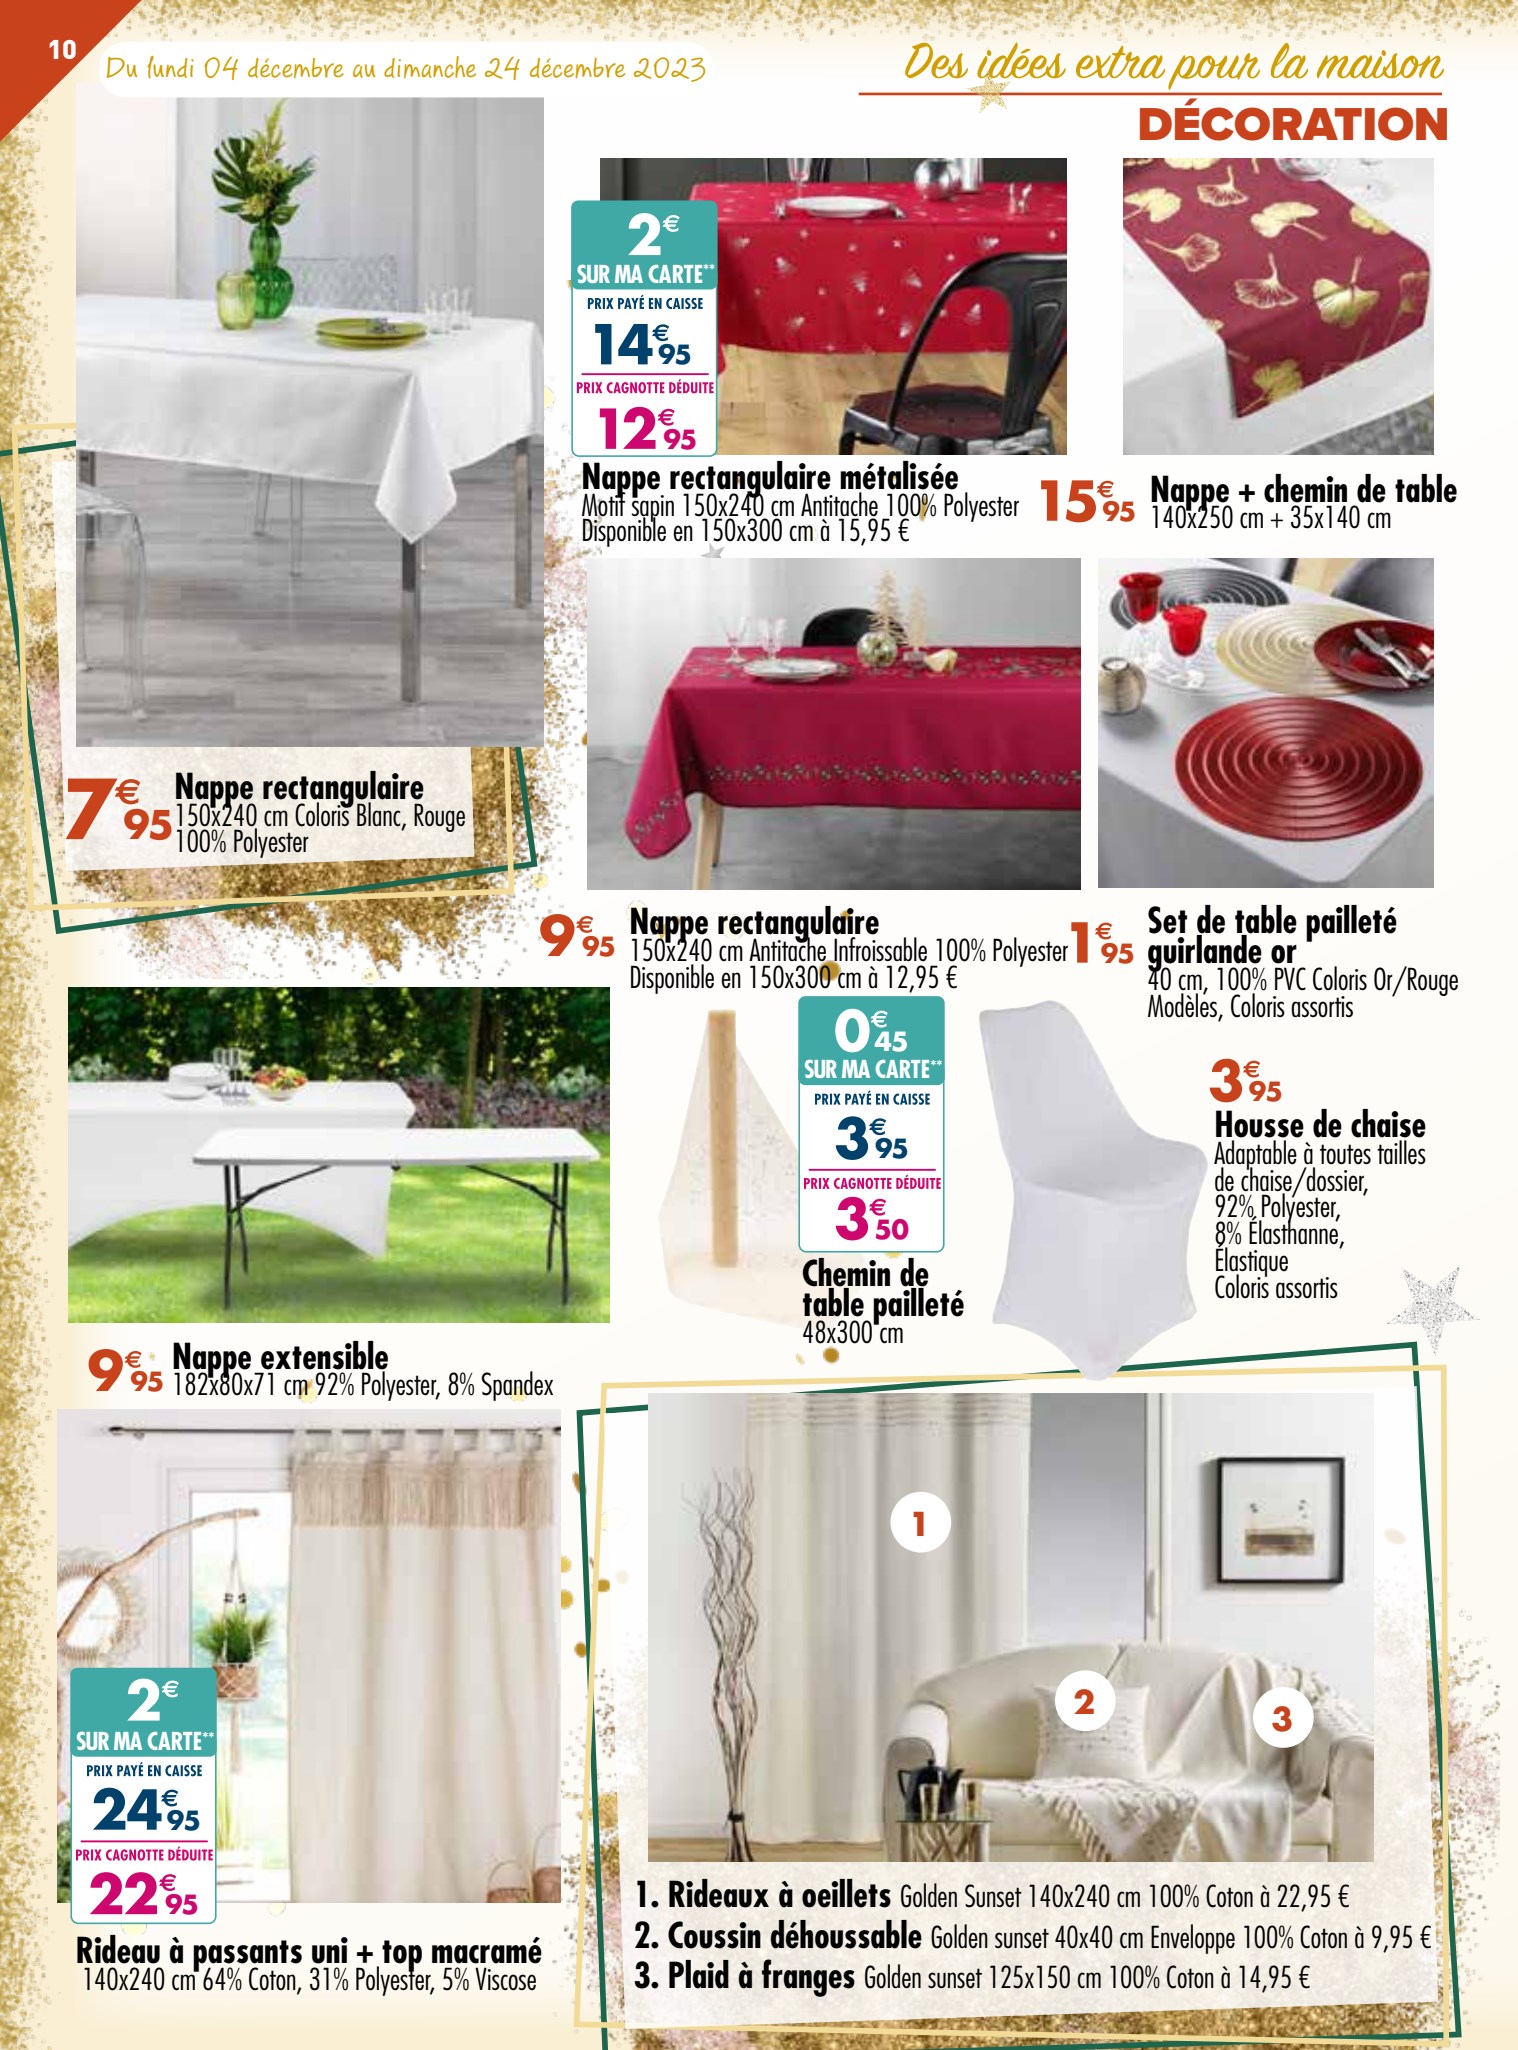 10
Du lundi 04 décembre au dimanche 24 décembre 2023
Des idées extra pour la maison
DÉCORATION
2€
SUR MA CARTE**
PRIX PAYÉ EN CAISSE
14€95
PRIX CAGNOTTE DÉDUITE
12€95
Nappe rectangulaire métalisée
Motif sapin 150x240 cm Antitache 100% Polyester
Disponible en 150x300 cm à 15,95 €
15€95
Nappe + chemin de table
140x250 cm + 35x140 cm
7€95
Nappe rectangulaire
150x240 cm Coloris Blanc, Rouge
100% Polyester
9€95
Nappe rectangulaire
150x240 cm Antitache Infroissable 100% Polyester
Disponible en 150x300 cm à 12,95 €
1€95
Set de table pailleté
guirlande or
40 cm, 100% PVC Coloris Or/Rouge
Modèles, Coloris assortis
0€45
SUR MA CARTE**
PRIX PAYÉ EN CAISSE
3€95
PRIX CAGNOTTE DÉDUITE
3€50
Chemin de
table pailleté
48x300 cm
3€95
Housse de chaise
Adaptable à toutes tailles
de chaise/dossier,
92% Polyester,
8% Élasthanne,
Élastique
Coloris assortis
9€95
Nappe extensible
182x80x71 cm 92% Polyester, 8% Spandex
2€
SUR MA CARTE**
PRIX PAYÉ EN CAISSE
24€95
PRIX CAGNOTTE DÉDUITE
22€95
Rideau à passants uni + top macramé
140x240 cm 64% Coton, 31% Polyester, 5% Viscose
1
2
3
1. Rideaux à oeillets Golden Sunset 140x240 cm 100% Coton à 22,95 €
2. Coussin déhoussable Golden sunset 40x40 cm Enveloppe 100% Coton à 9,95 €
3. Plaid à franges Golden sunset 125x150 cm 100% Coton à 14,95 €